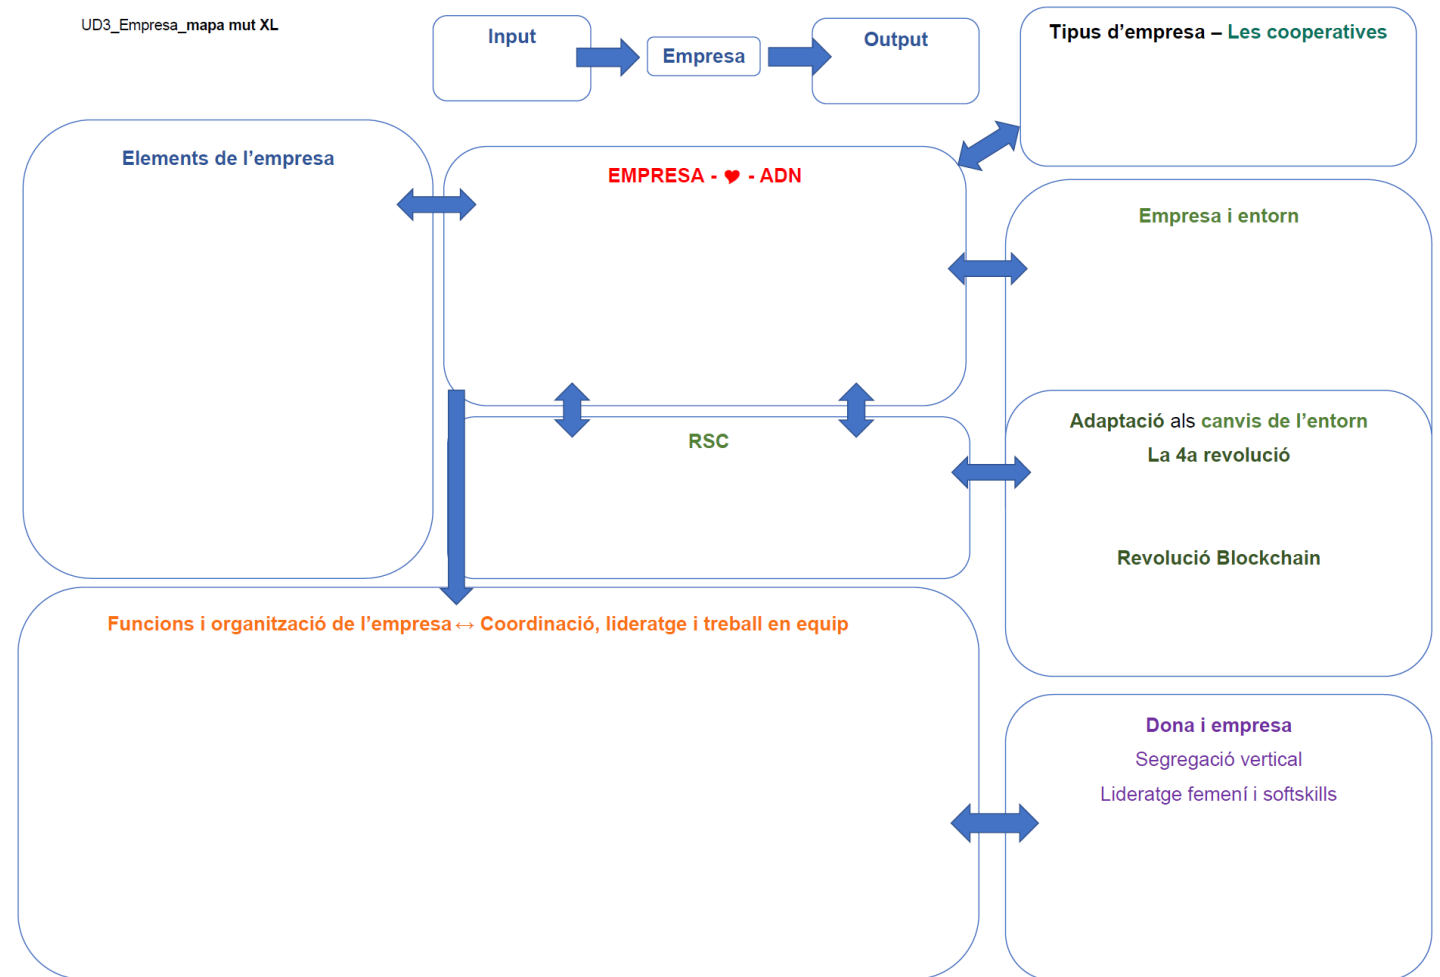 UD3_Empresa_mapa mut XL
Input
Empresa
Output
Tipus d’empresa – Les cooperatives
Elements de l’empresa
EMPRESA - ♥ - ADN
Empresa i entorn
RSC
Adaptació als canvis de l’entorn
La 4a revolució
Revolució Blockchain
Funcions i organització de l’empresa ↔ Coordinació, lideratge i treball en equip
Dona i empresa
Segregació vertical
Lideratge femení i softskills